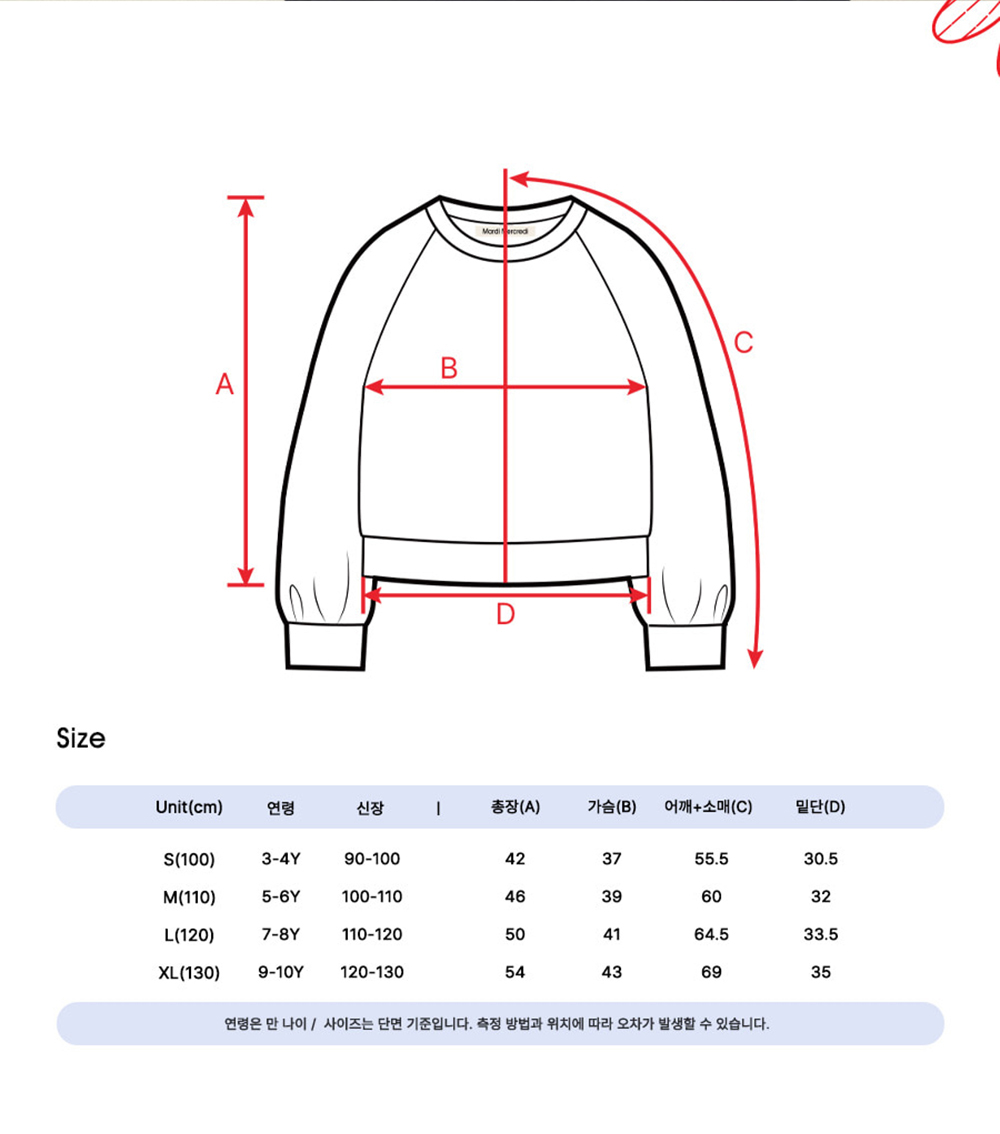 Mardi Mercredi
A
B
C
D
Size
Unit(cm) 연령 신장 | 총장(A) 가슴(B) 어깨+소매(C) 밑단(D)
S(100) 3-4Y 90-100 42 37 55.5 30.5
M(110) 5-6Y 100-110 46 39 60 32
L(120) 7-8Y 110-120 50 41 64.5 33.5
XL(130) 9-10Y 120-130 54 43 69 35
연령은 만 나이 / 사이즈는 단면 기준입니다. 측정 방법과 위치에 따라 오차가 발생할 수 있습니다.